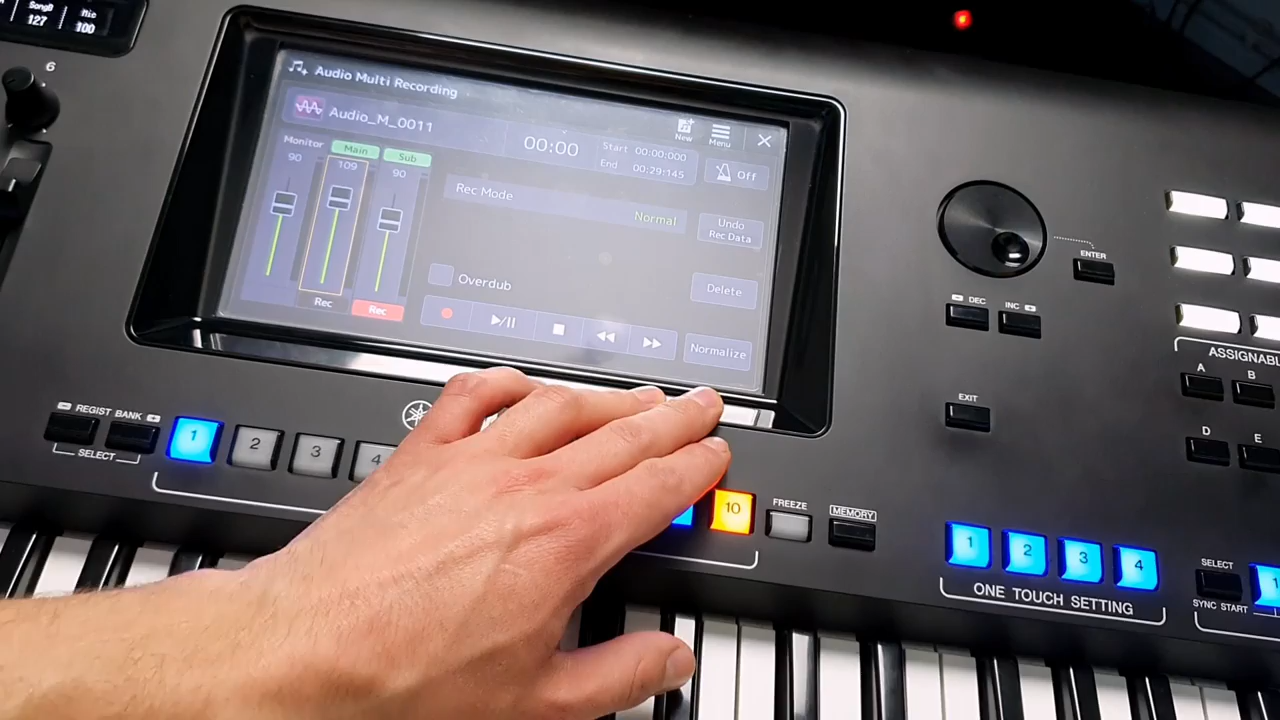 SongB Mic
127 100
6
Audio Multi Recording
Audio_M_0011
New
Menu
00:00
Start 00:00:000
End 00:29:145
Off
Monitor Main Sub
90 109 90
Rec Mode
Normal
Undo
Rec Data
Overdub
Delete
Rec Rec
Normalize
ENTER
DEC INC
EXIT
A B
D E
REGIST BANK
SELECT
1 2 3 4
10
FREEZE
MEMORY
1 2 3 4
ONE TOUCH SETTING
SELECT
SYNC START
1